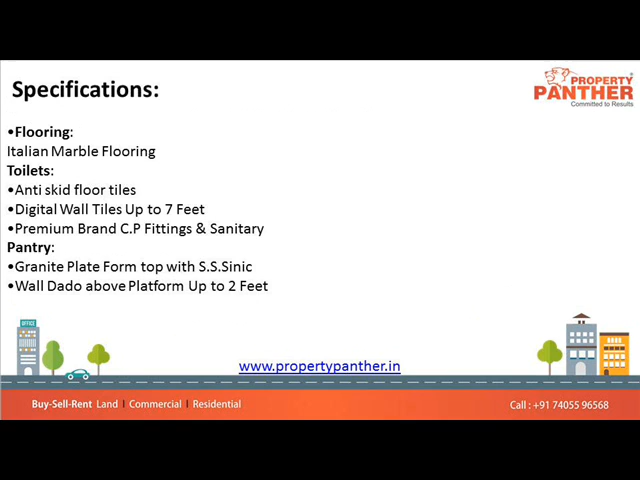 Specifications:
PROPERTY
PANTHER
Committed to Results
•Flooring:
Italian Marble Flooring
Toilets:
•Anti skid floor tiles
•Digital Wall Tiles Up to 7 Feet
•Premium Brand C.P Fittings & Sanitary
Pantry:
•Granite Plate Form top with S.S.Sinic
•Wall Dado above Platform Up to 2 Feet
OFFICE
www.propertypanther.in
Buy-Sell-Rent Land | Commercial | Residential
Call : +91 74055 96568